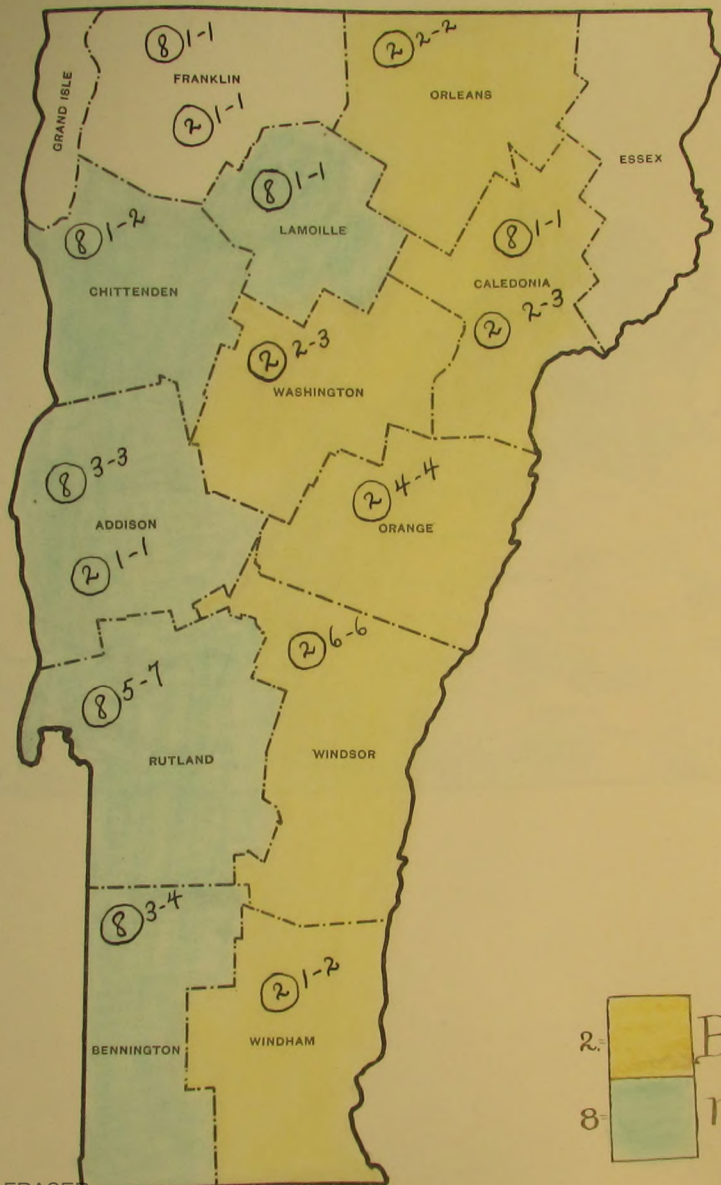 ⑧ 1-1
② 2-2
FRANKLIN
ORLEANS
GRAND ISLE
② 1-1
ESSEX
⑧ 1-1
⑧ 1-2
LAMOILLE
⑧ 1-1
CHITTENDEN
CALEDONIA
② 2-3
② 2-3
WASHINGTON
⑧ 3-3
② 4-4
ADDISON
ORANGE
② 1-1
② 6-6
⑧ 5-7
RUTLAND
WINDSOR
⑧ 3-4
② 1-2
BENNINGTON
WINDHAM
2=
8-